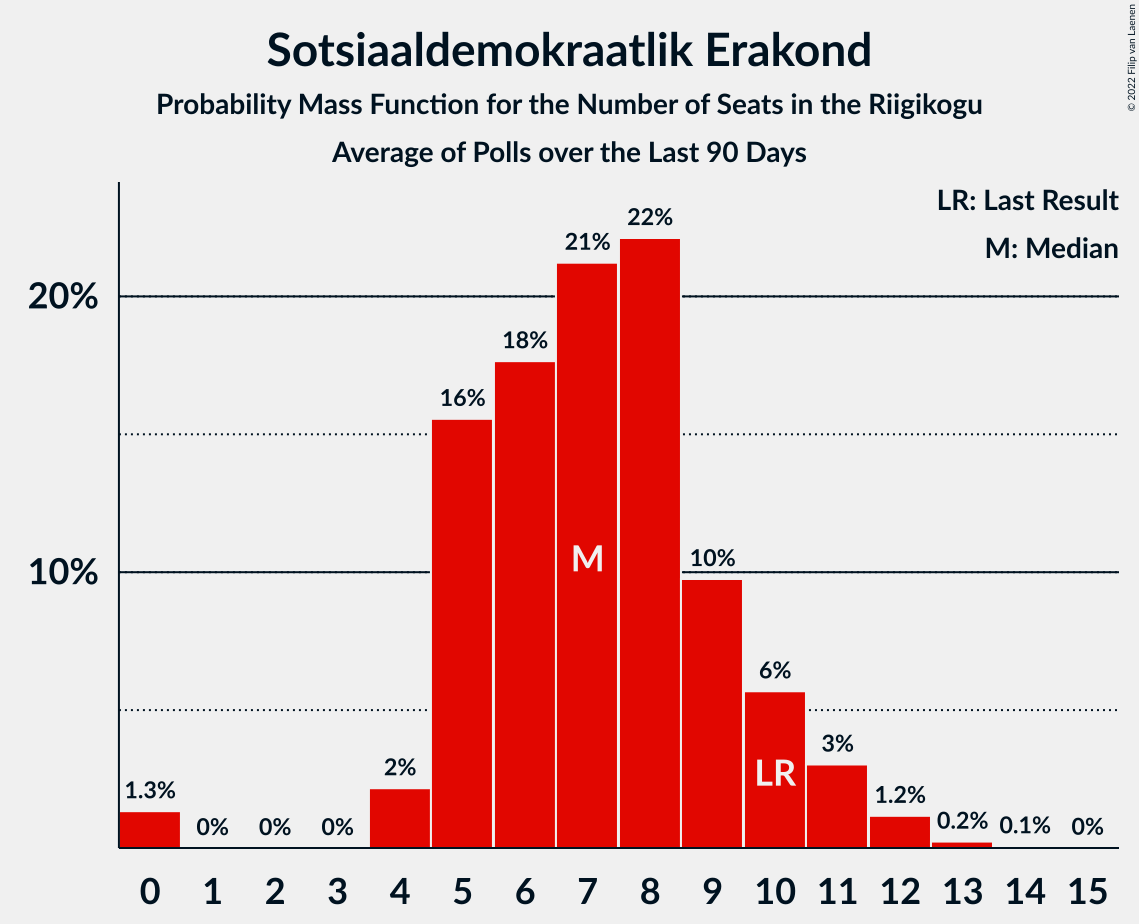 Sotsiaaldemokraatlik Erakond
Probability Mass Function for the Number of Seats in the Riigikogu
Average of Polls over the Last 90 Days
© 2022 Filip van Laenen
LR: Last Result
M: Median
20%
10%
1.3%
0%
0%
0%
2%
16%
18%
21%
22%
10%
6%
3%
1.2%
0.2%
0.1%
0%
M
LR
0 1 2 3 4 5 6 7 8 9 10 11 12 13 14 15